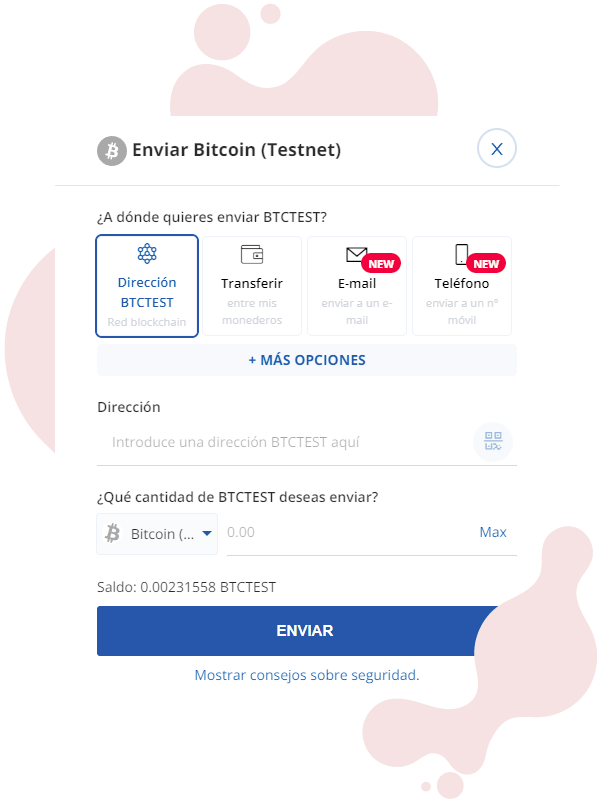 Enviar Bitcoin (Testnet)
X
¿A dónde quieres enviar BTCTEST?
Dirección
BTCTEST
Red blockchain
Transferir
entre mis
monederos
NEW
E-mail
enviar a un e-
mail
NEW
Teléfono
enviar a un nº
móvil
+ MÁS OPCIONES
Dirección
Introduce una dirección BTCTEST aquí
¿Qué cantidad de BTCTEST deseas enviar?
Bitcoin (... 0.00 Max
Saldo: 0.00231558 BTCTEST
ENVIAR
Mostrar consejos sobre seguridad.